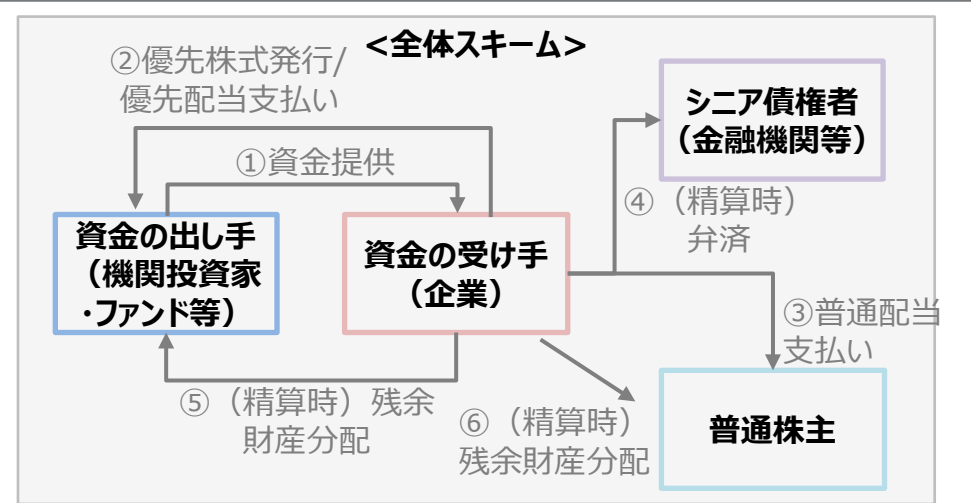 <全体スキーム>
②優先株式発行/
優先配当支払い
①資金提供
シニア債権者
（金融機関等）
④（精算時）
弁済
資金の出し手
（機関投資家
・ファンド等）
資金の受け手
（企業）
③普通配当
支払い
⑤（精算時）残余
財産分配
⑥（精算時）
残余財産分配
普通株主